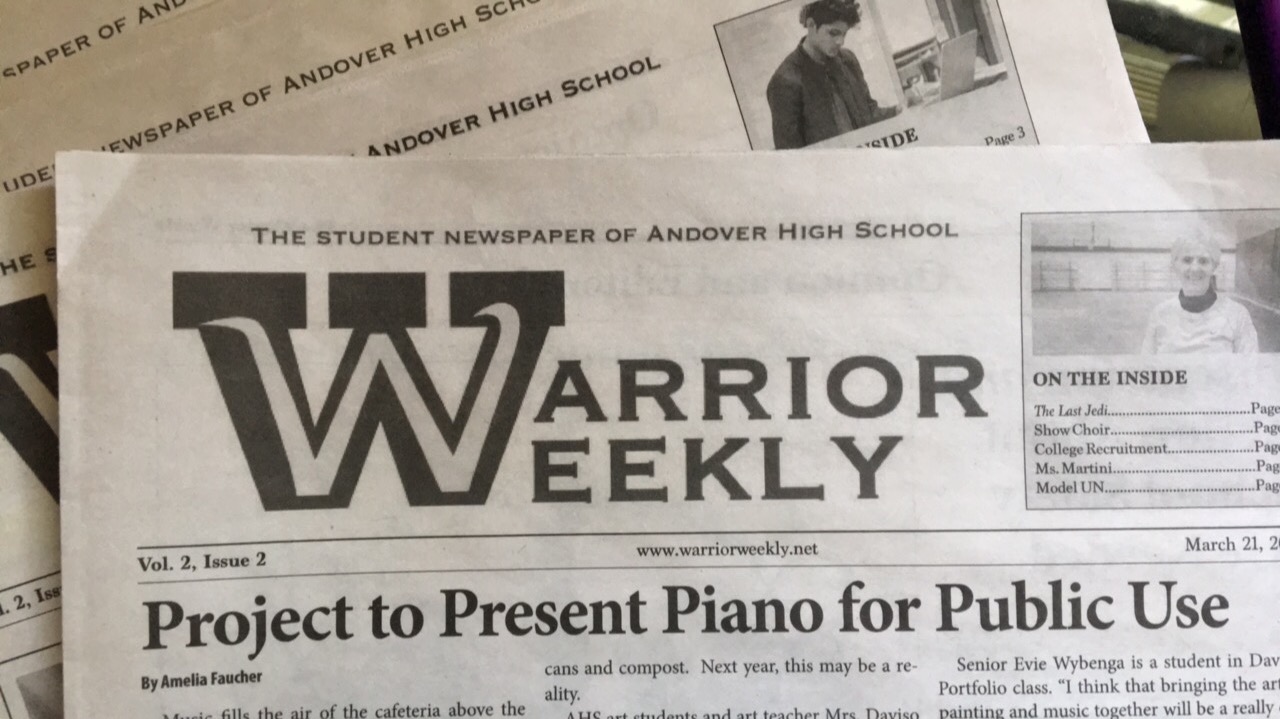 SPAPER OF AND
NEWSPAPER OF ANDOVER HIGH SCHO
UDE
ANDOVER HIGH SCHOOL
Page 3
THE STUDENT NEWSPAPER OF ANDOVER HIGH SCHOOL
HE S
WARRIOR
WEEKLY
ON THE INSIDE
The Last Jedi.....Page
Show Choir.....Page
College Recruitment.....Page
Ms. Martini.....Pag
Model UN.....Pag
Vol. 2, Issue 2
www.warriorweekly.net
March 21, 2
. 2, Iss
Project to Present Piano for Public Use
By Amelia Faucher
Music fills the air of the cafeteria above the
cans and compost. Next year, this may be a re-
ality.
AHS art students and art teacher Mrs. Daviso
Senior Evie Wybenga is a student in Dav
Portfolio class. “I think that bringing the art
painting and music together will be a really